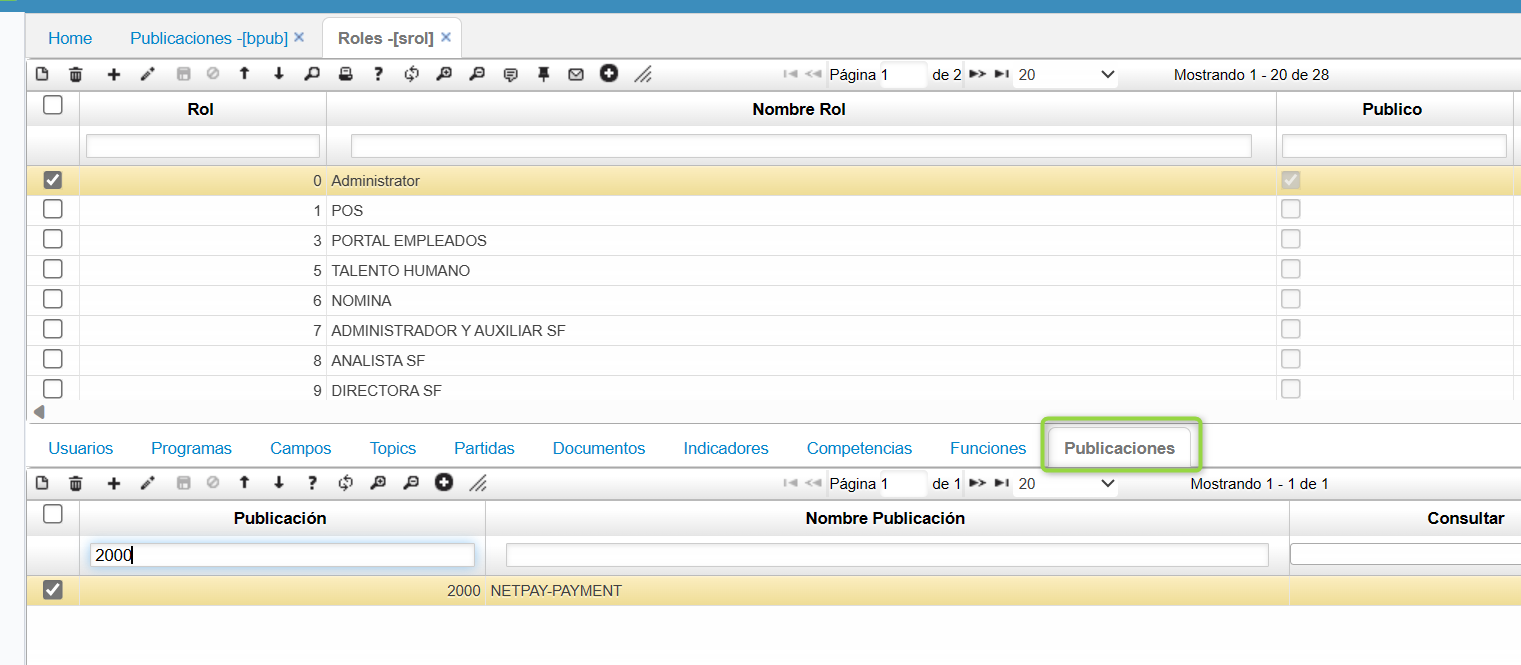 Home Publicaciones -[bpub] × Roles -[srol] ×
Página 1 de 2 20 Mostrando 1 - 20 de 28
Rol Nombre Rol Publico
0 Administrator
1 POS
3 PORTAL EMPLEADOS
5 TALENTO HUMANO
6 NOMINA
7 ADMINISTRADOR Y AUXILIAR SF
8 ANALISTA SF
9 DIRECTORA SF
Usuarios Programas Campos Topics Partidas Documentos Indicadores Competencias Funciones Publicaciones
Página 1 de 1 20 Mostrando 1 - 1 de 1
Publicación Nombre Publicación Consultar
2000
2000 NETPAY-PAYMENT